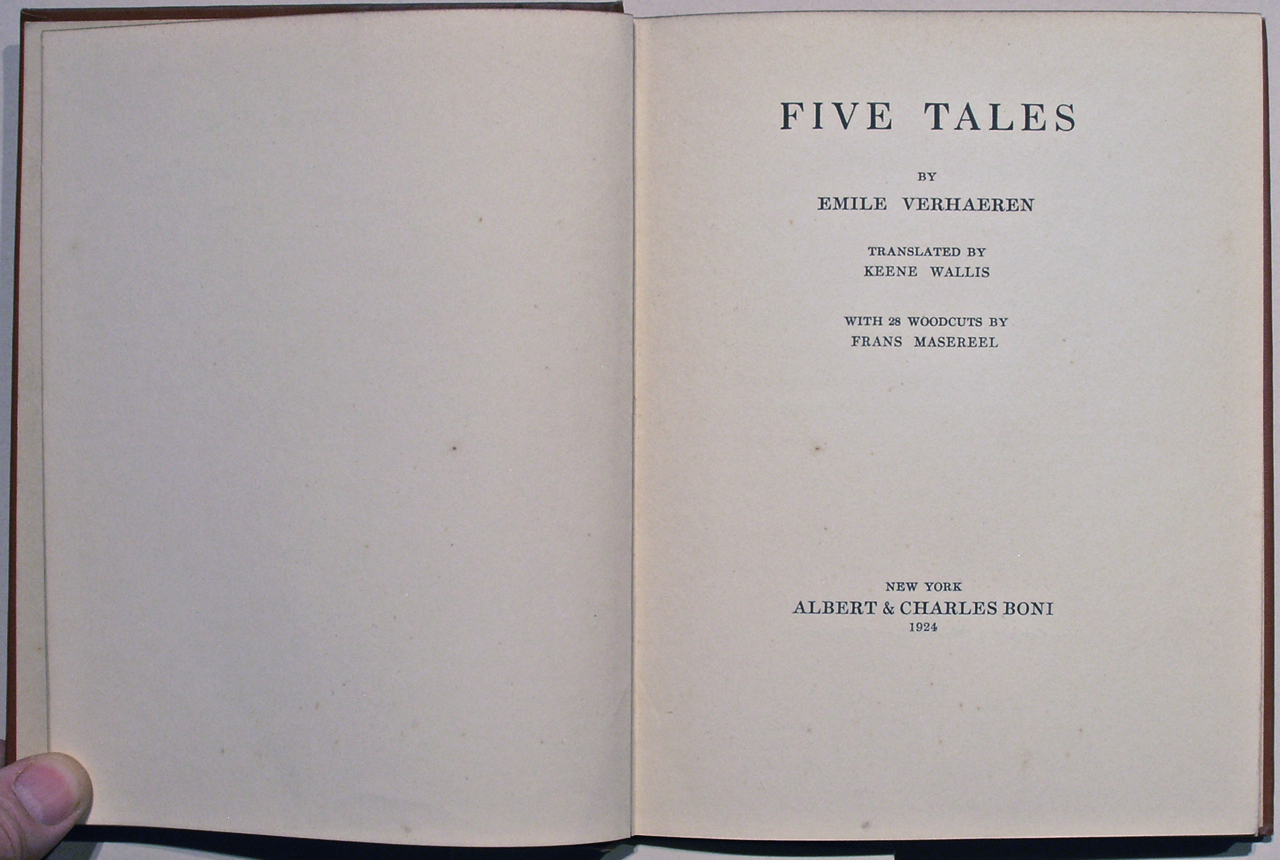 FIVE TALES
BY
EMILE VERHAEREN
TRANSLATED BY
KEENE WALLIS
WITH 28 WOODCUTS BY
FRANS MASEREEL
NEW YORK
ALBERT & CHARLES BONI
1924